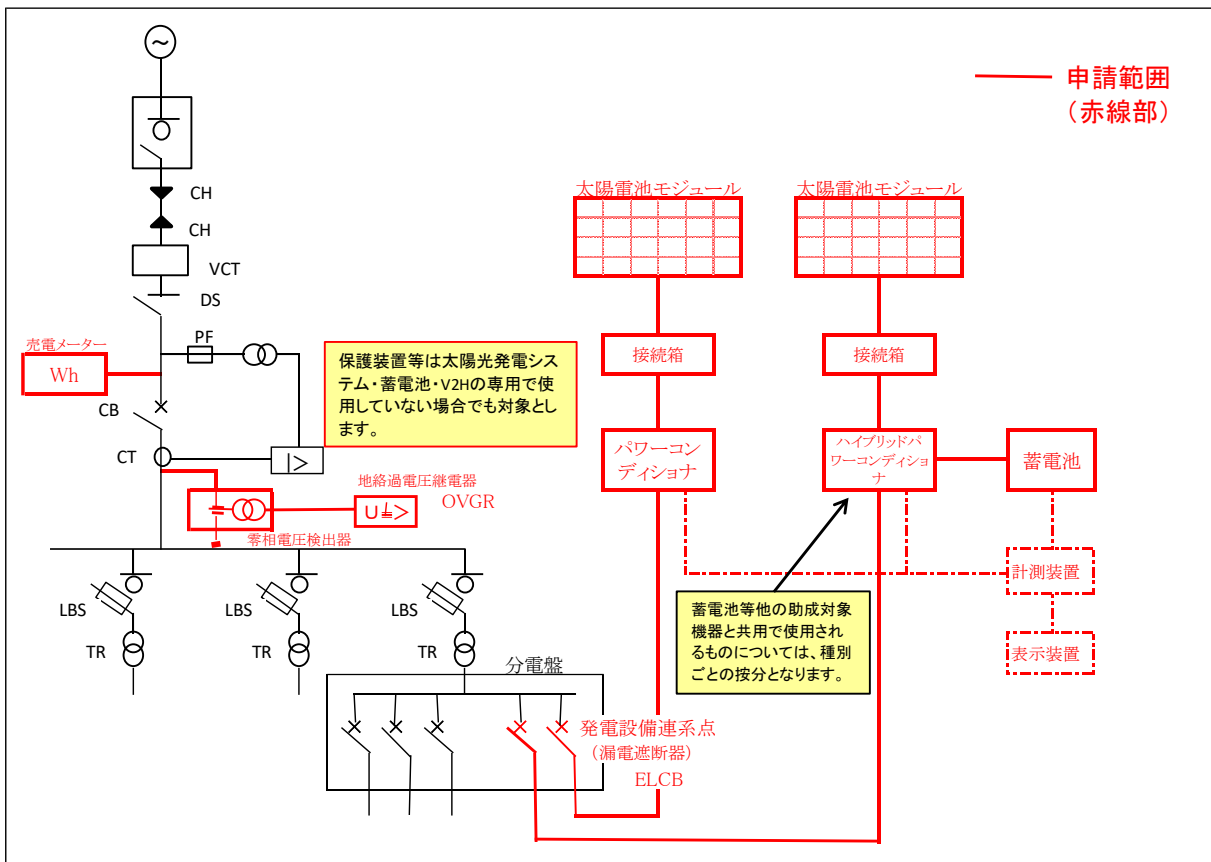 申請範囲
（赤線部）
CH
CH
VCT
DS
PF
売電メーター
Wh
CB
CT
I>
保護装置等は太陽光発電シス
テム・蓄電池・V2Hの専用で使
用していない場合でも対象とし
ます。
地絡過電圧継電器
OVGR
U⏚>
零相電圧検出器
LBS
LBS
LBS
TR
TR
TR
分電盤
発電設備連系点
（漏電遮断器）
ELCB
太陽電池モジュール
太陽電池モジュール
接続箱
接続箱
パワーコン
ディショナ
ハイブリッドパ
ワーコンディショ
ナ
蓄電池
計測装置
表示装置
蓄電池等他の助成対象
機器と共用で使用され
るものについては、種別
ごとの按分となります。